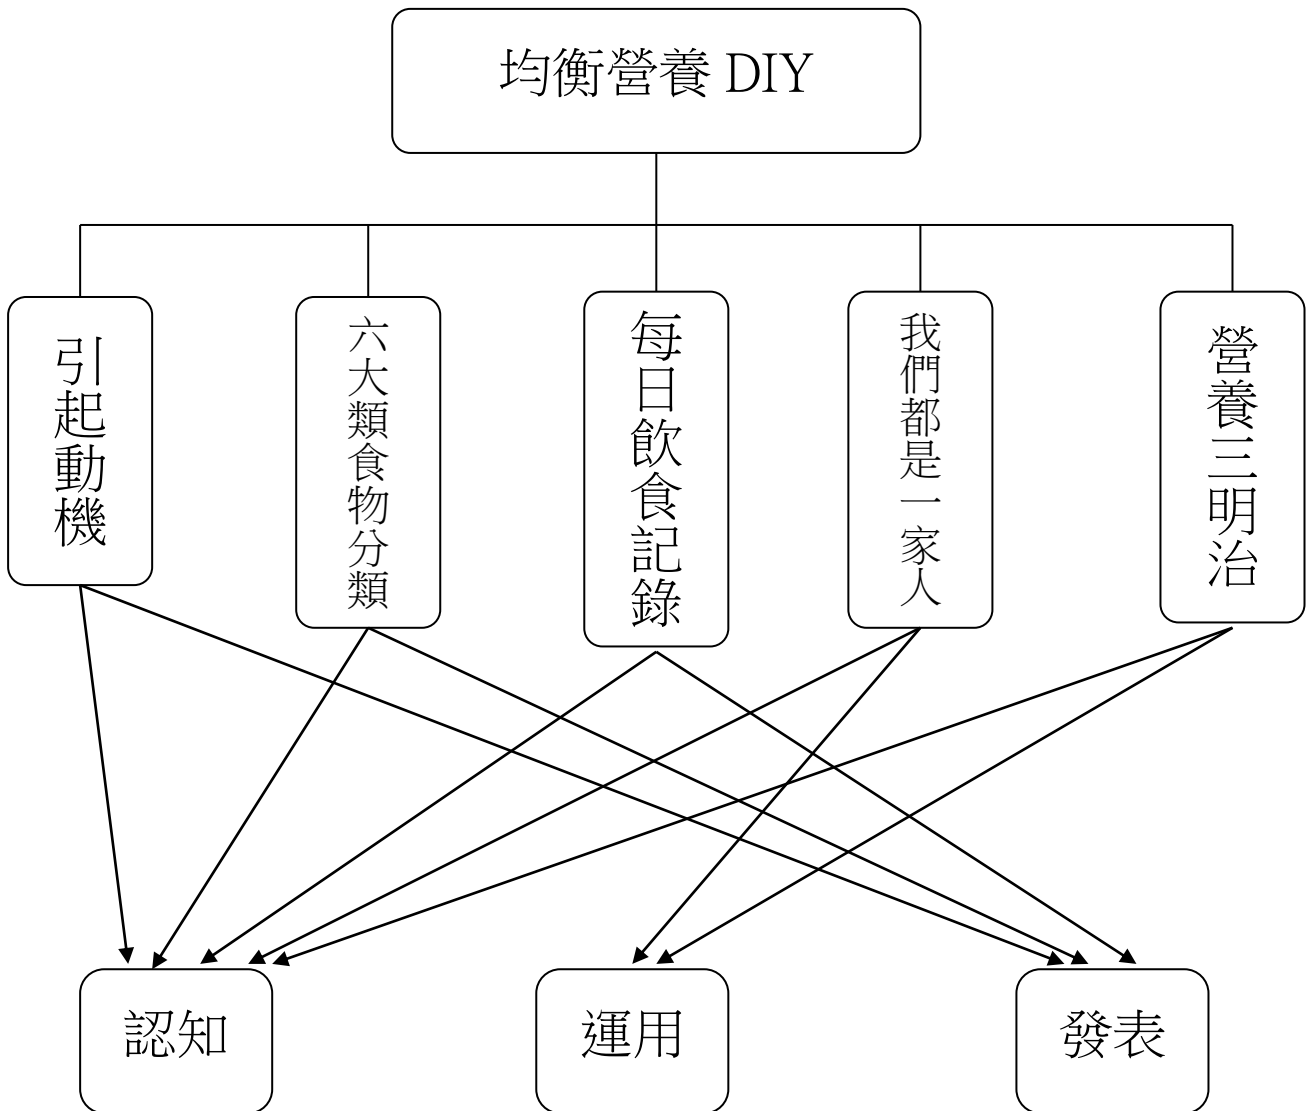 均衡營養 DIY
引起動機
六大類食物分類
每日飲食記錄
我們都是一家人
營養三明治
認知
運用
發表